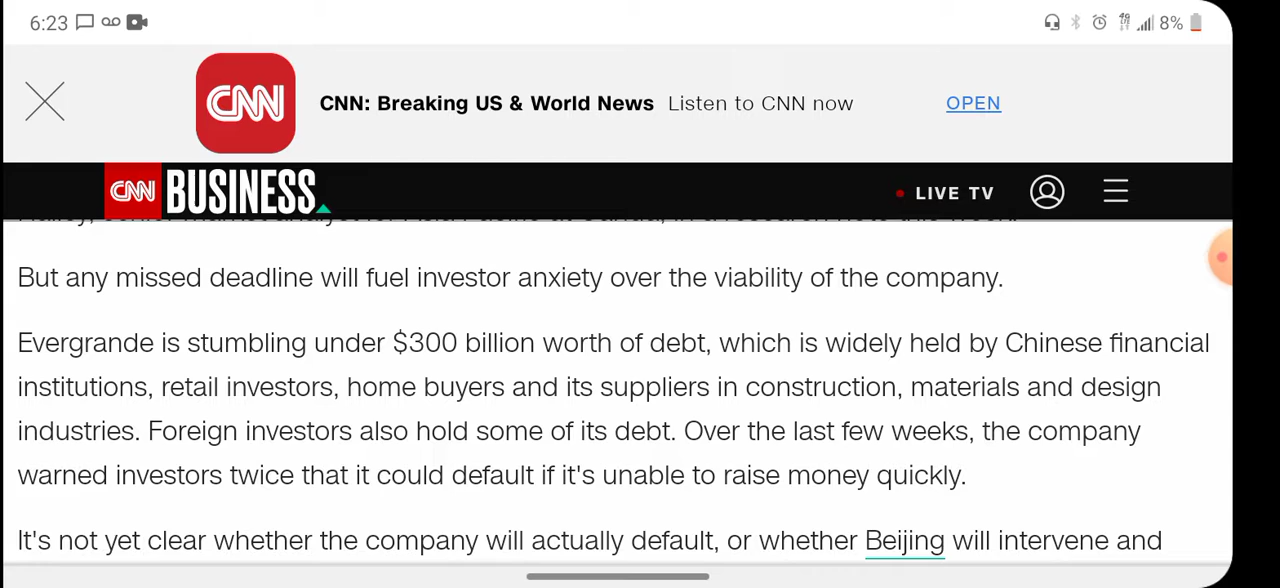 6:23
4G 8%
CNN
CNN: Breaking US & World News Listen to CNN now OPEN
CNN BUSINESS LIVE TV
But any missed deadline will fuel investor anxiety over the viability of the company.
Evergrande is stumbling under $300 billion worth of debt, which is widely held by Chinese financial
institutions, retail investors, home buyers and its suppliers in construction, materials and design
industries. Foreign investors also hold some of its debt. Over the last few weeks, the company
warned investors twice that it could default if it's unable to raise money quickly.
It's not yet clear whether the company will actually default, or whether Beijing will intervene and